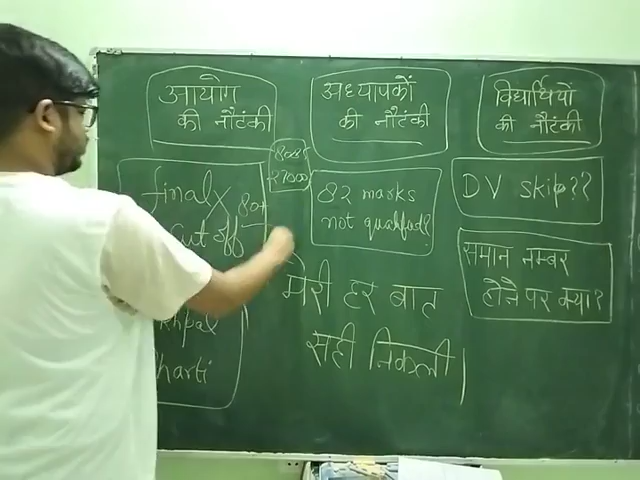 आयोग
की नौटंकी
अध्यापकों
की नौटंकी
विद्यार्थियों
की नौटंकी
final
cut off
80+
82 marks
not qualified?
DV skip??
समान नम्बर
होने पर क्या?
मेरी हर बात
सही निकली